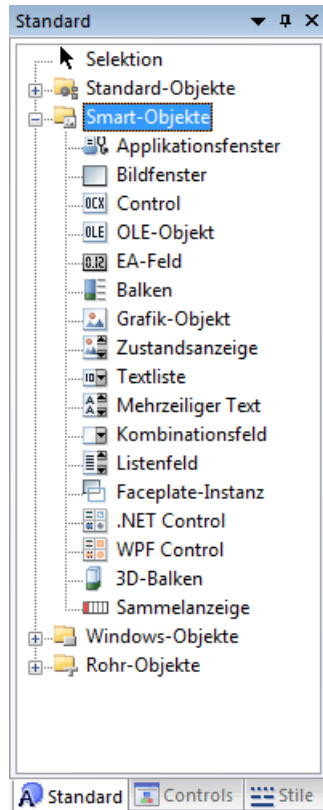 Standard
Selektion
Standard-Objekte
Smart-Objekte
Applikationsfenster
Bildfenster
OCX Control
OLE OLE-Objekt
0.12 EA-Feld
Balken
Grafik-Objekt
Zustandsanzeige
10 Textliste
A A Mehrzeiliger Text
Kombinationsfeld
Listenfeld
Faceplate-Instanz
.NET Control
WPF Control
3D-Balken
Sammelanzeige
Windows-Objekte
Rohr-Objekte
A Standard Controls Stile